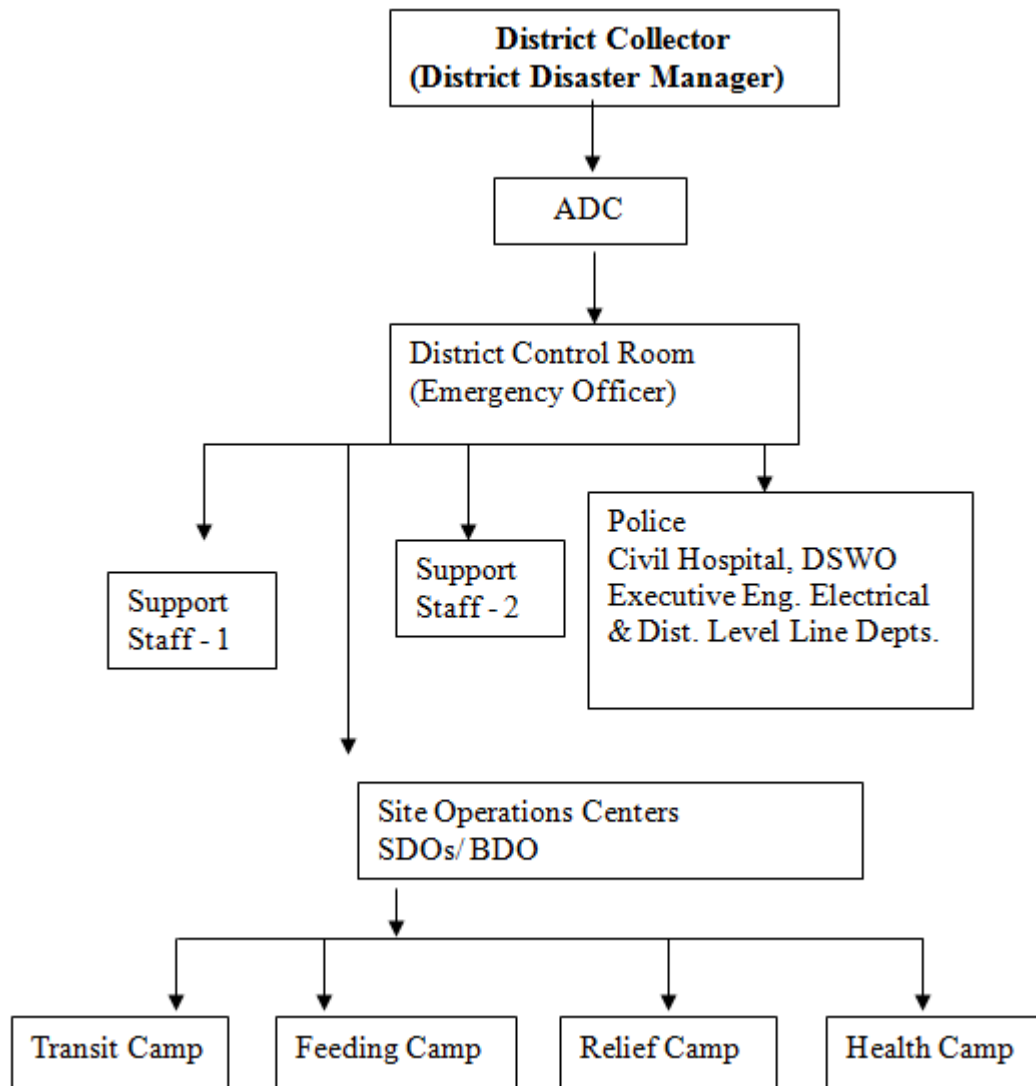 District Collector
(District Disaster Manager)
ADC
District Control Room
(Emergency Officer)
Support
Staff - 1
Support
Staff - 2
Police
Civil Hospital, DSWO
Executive Eng. Electrical
& Dist. Level Line Depts.
Site Operations Centers
SDOs/ BDO
Transit Camp
Feeding Camp
Relief Camp
Health Camp